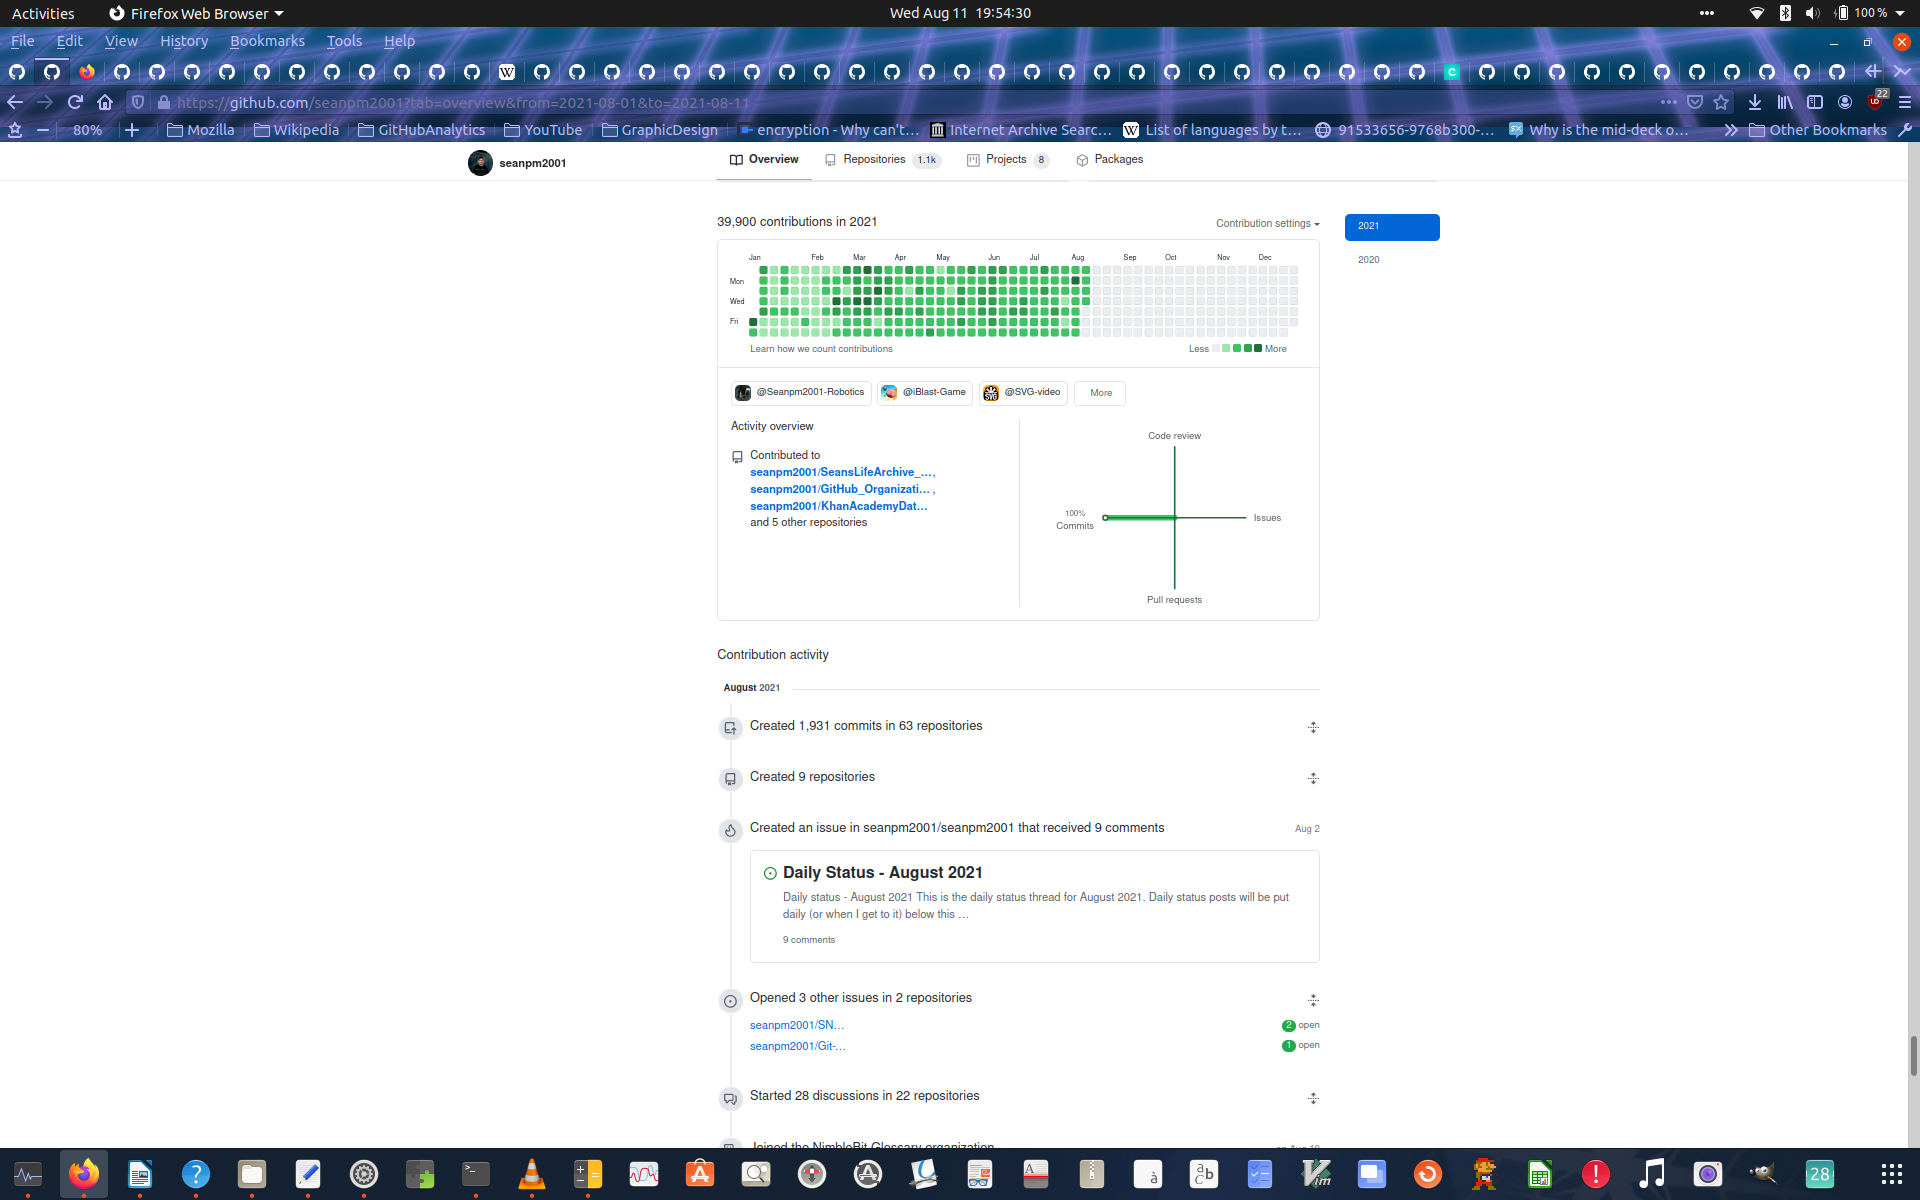 Activities
Firefox Web Browser
Wed Aug 11 19:54:30
100 %
File Edit View History Bookmarks Tools Help
https://github.com/seanpm2001?tab=overview&from=2021-08-01&to=2021-08-11
22
80%
Mozilla
Wikipedia
GitHubAnalytics
YouTube
GraphicDesign
encryption - Why can't…
Internet Archive Searc…
List of languages by t…
91533656-9768b300-…
Why is the mid-deck o…
Other Bookmarks
seanpm2001
Overview
Repositories 1.1k
Projects 8
Packages
39,900 contributions in 2021
Contribution settings
2021
2020
Jan Feb Mar Apr May Jun Jul Aug Sep Oct Nov Dec
Mon
Wed
Fri
Learn how we count contributions
Less More
@Seanpm2001-Robotics
@iBlast-Game
@SVG-video
More
Activity overview
Contributed to
seanpm2001/SeansLifeArchive_…,
seanpm2001/GitHub_Organizati… ,
seanpm2001/KhanAcademyDat…
and 5 other repositories
Code review
100%
Commits
Issues
Pull requests
Contribution activity
August 2021
Created 1,931 commits in 63 repositories
Created 9 repositories
Created an issue in seanpm2001/seanpm2001 that received 9 comments
Aug 2
Daily Status - August 2021
Daily status - August 2021 This is the daily status thread for August 2021. Daily status posts will be put
daily (or when I get to it) below this …
9 comments
Opened 3 other issues in 2 repositories
seanpm2001/SN…
2 open
seanpm2001/Git-…
1 open
Started 28 discussions in 22 repositories
Joined the NimbleBit Glossary organization
on Aug 10
28